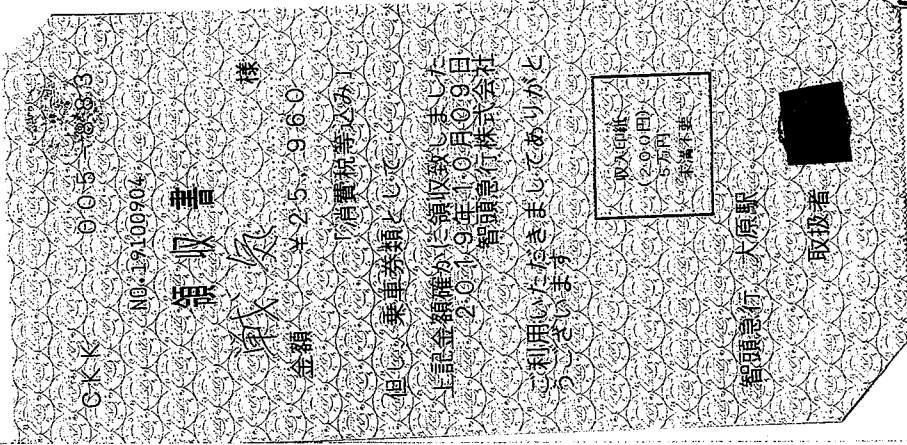 CKK 005-883
NO.19100904
領収書
様
金額 ¥25,960
「消費税等込み」
但し、乗車券類として
上記金額確かに領収致しました
2019年10月09日
智頭急行株式会社
ご利用いただきましてありがと
うございます
収入印紙
(200円)
5万円
未満不要
智頭急行 大原駅
取扱者